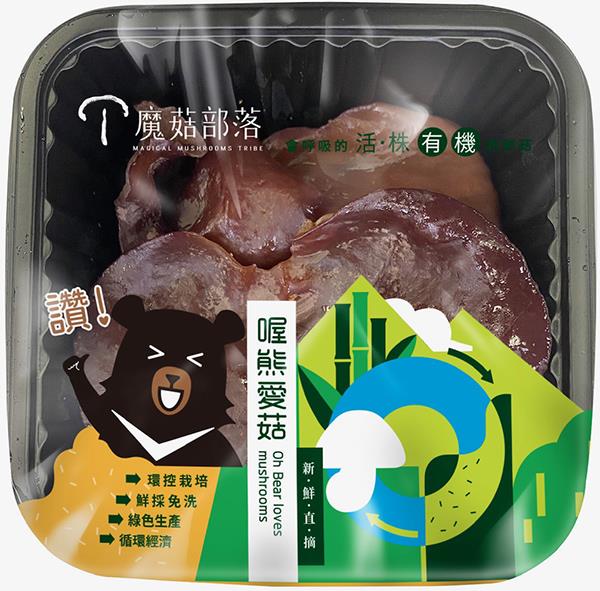 魔菇部落
MAGICAL MUSHROOMS TRIBE
會呼吸的 活·株 有機
讚!
喔熊愛菇
Oh Bear loves
mushrooms
新·鮮·直·摘
環控栽培
鮮採免洗
綠色生產
循環經濟